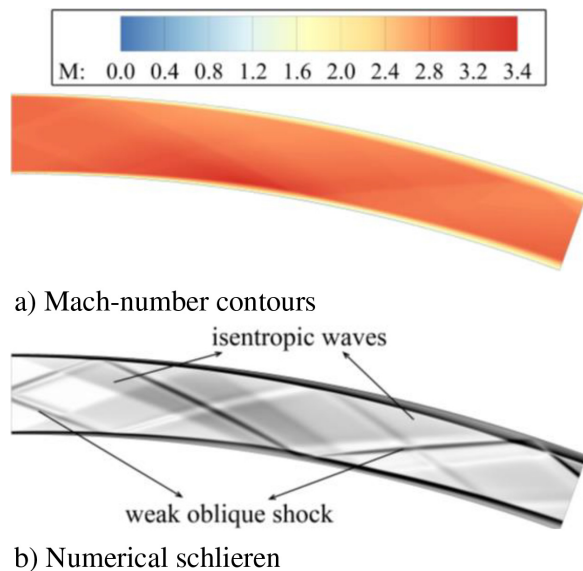 M: 0.0 0.4 0.8 1.2 1.6 2.0 2.4 2.8 3.2 3.4
a) Mach-number contours
isentropic waves
weak oblique shock
b) Numerical schlieren